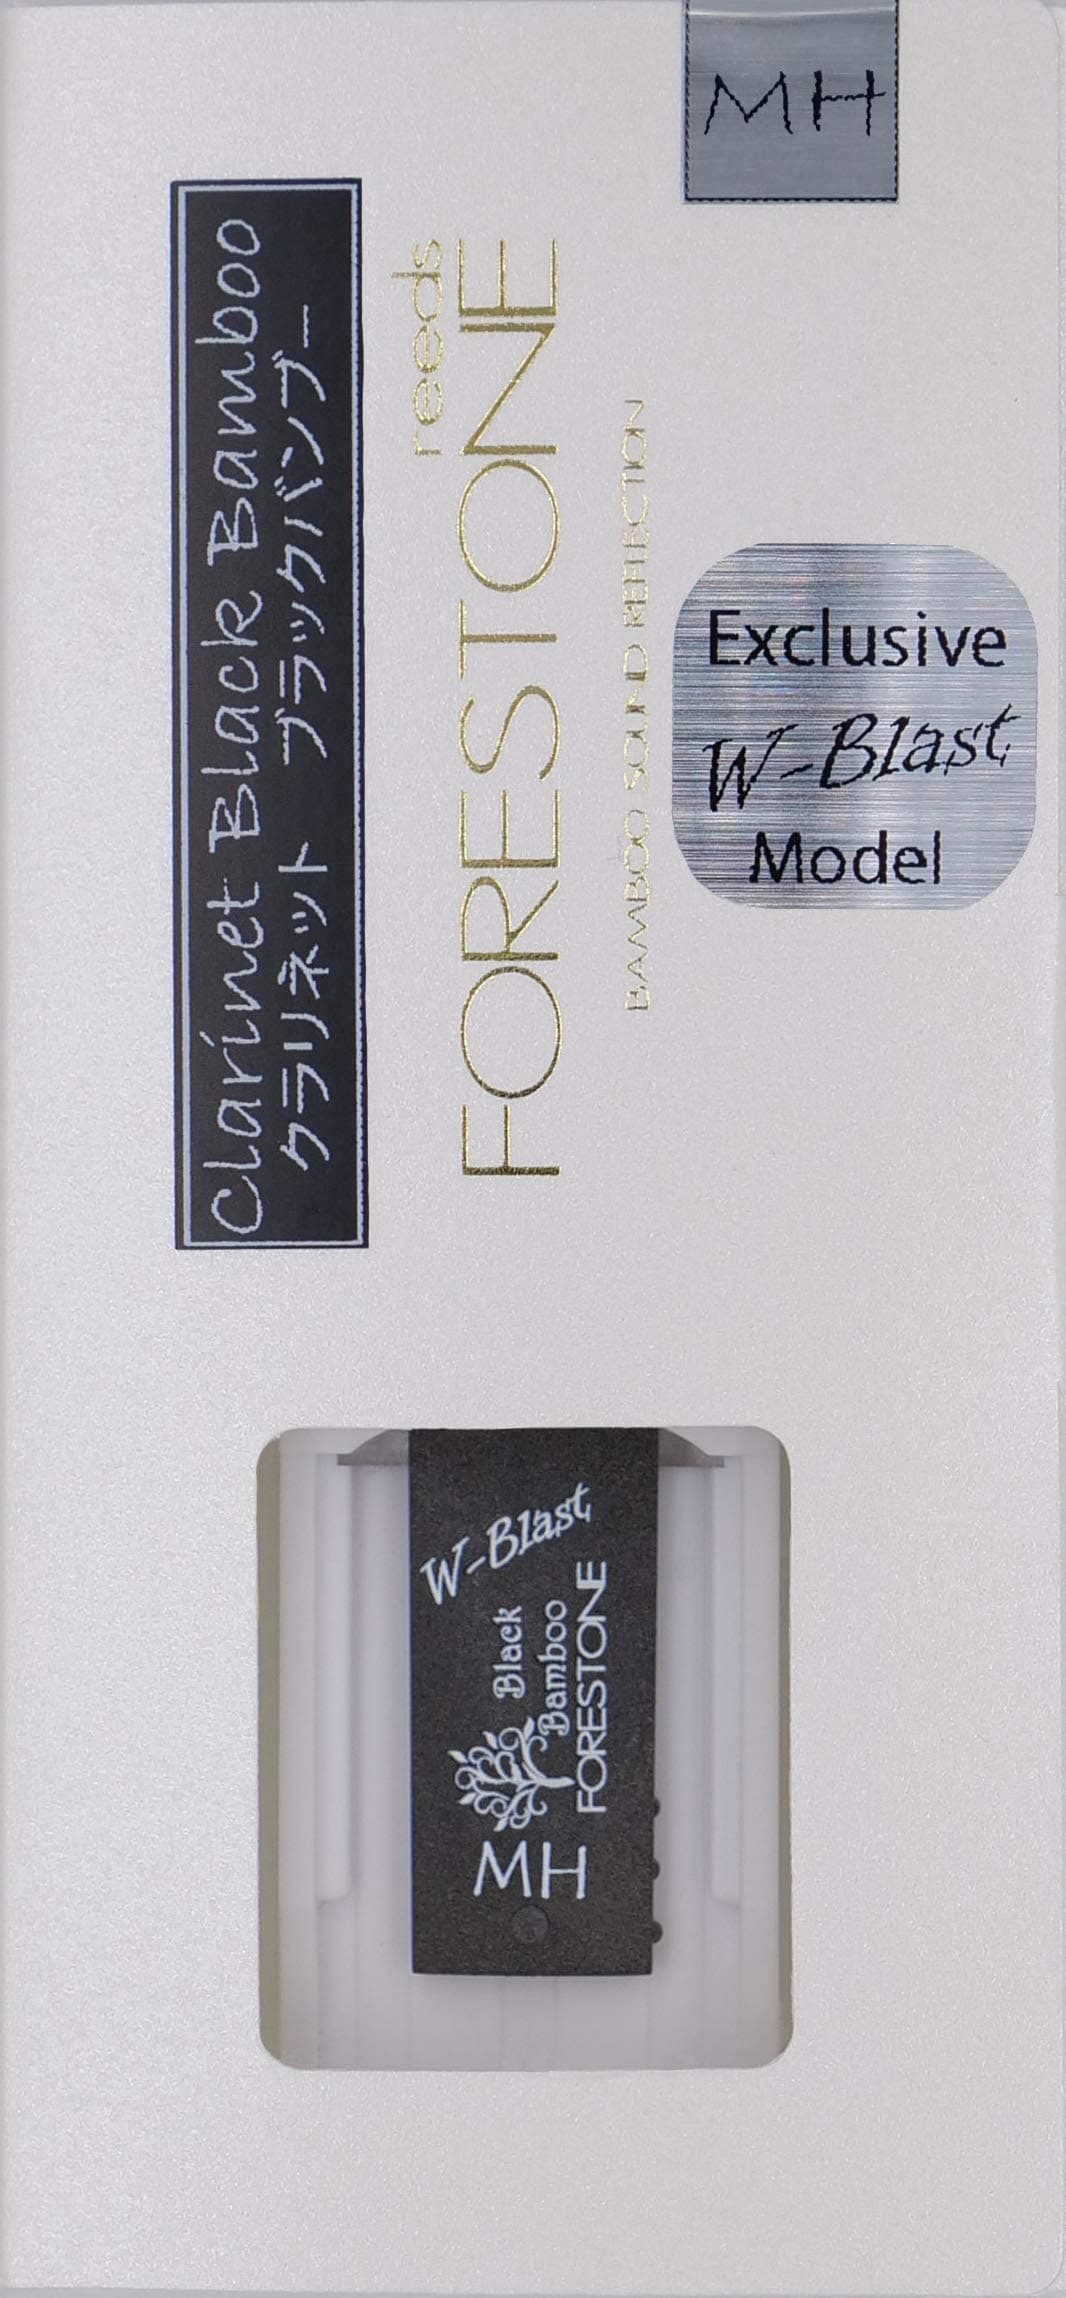 MH
Clarinet Black Bamboo
クラリネット ブラックバンブー
reeds
FORESTONE
BAMBOO SOUND REFLECTION
Exclusive
W-Blast
Model
W-Blast
Black
Bamboo
FORESTONE
MH